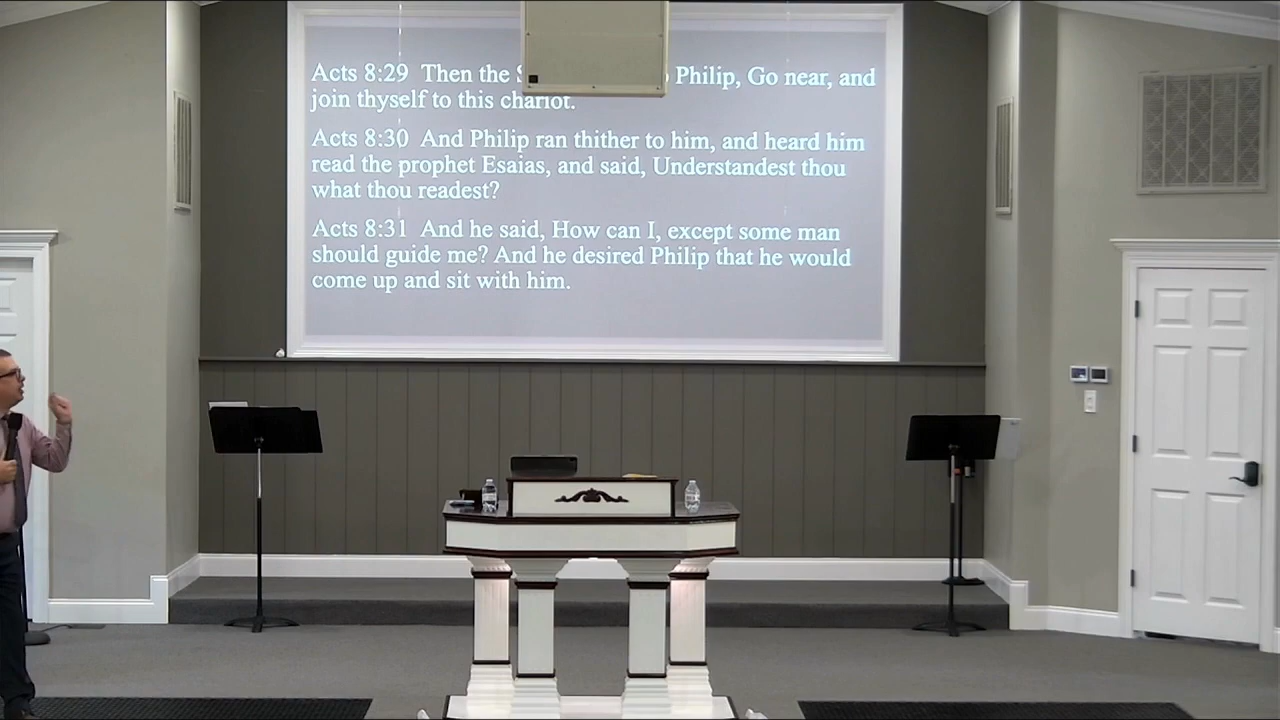 Acts 8:29 Then the Philip, Go near, and
join thyself to this chariot.
Acts 8:30 And Philip ran thither to him, and heard him
read the prophet Esaias, and said, Understandest thou
what thou readest?
Acts 8:31 And he said, How can I, except some man
should guide me? And he desired Philip that he would
come up and sit with him.